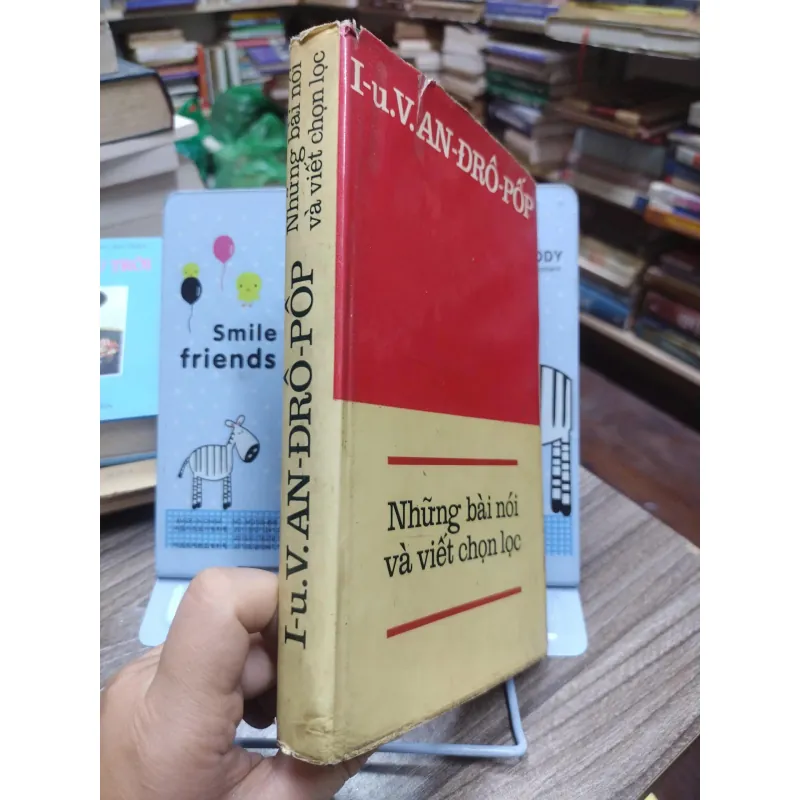 I-u.V. AN-ĐRÔ-PỐP
Những bài nói
và viết chọn lọc
I-u.V. AN-ĐRÔ-PỐP
Những bài nói
và viết chọn lọc
Smile
friends
DDY